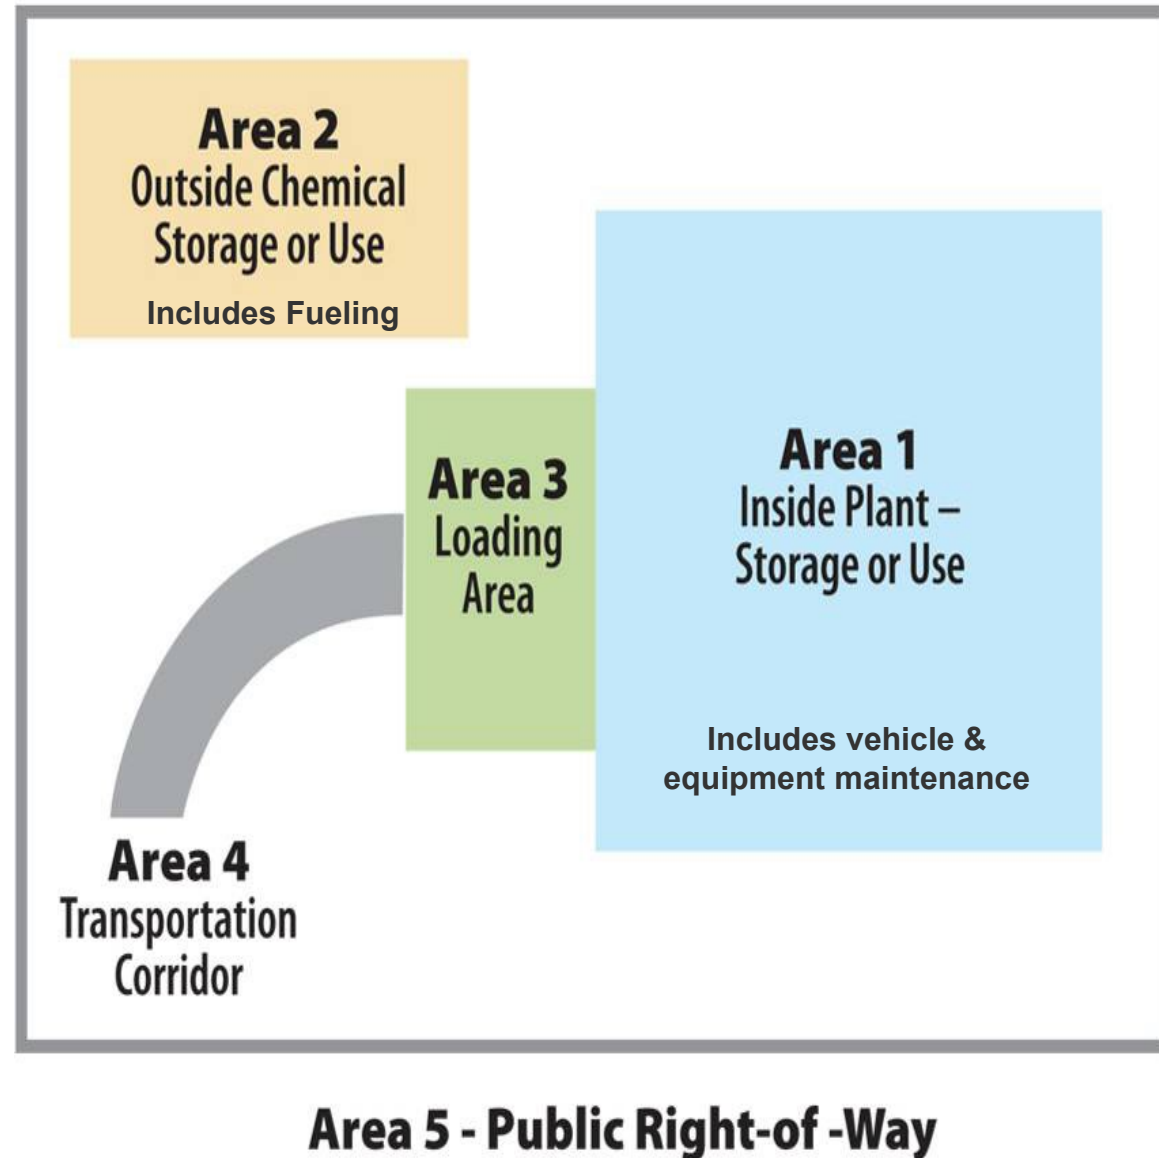 Area 2
Outside Chemical
Storage or Use
Includes Fueling
Area 3
Loading
Area
Area 1
Inside Plant –
Storage or Use
Includes vehicle &
equipment maintenance
Area 4
Transportation
Corridor
Area 5 - Public Right-of -Way